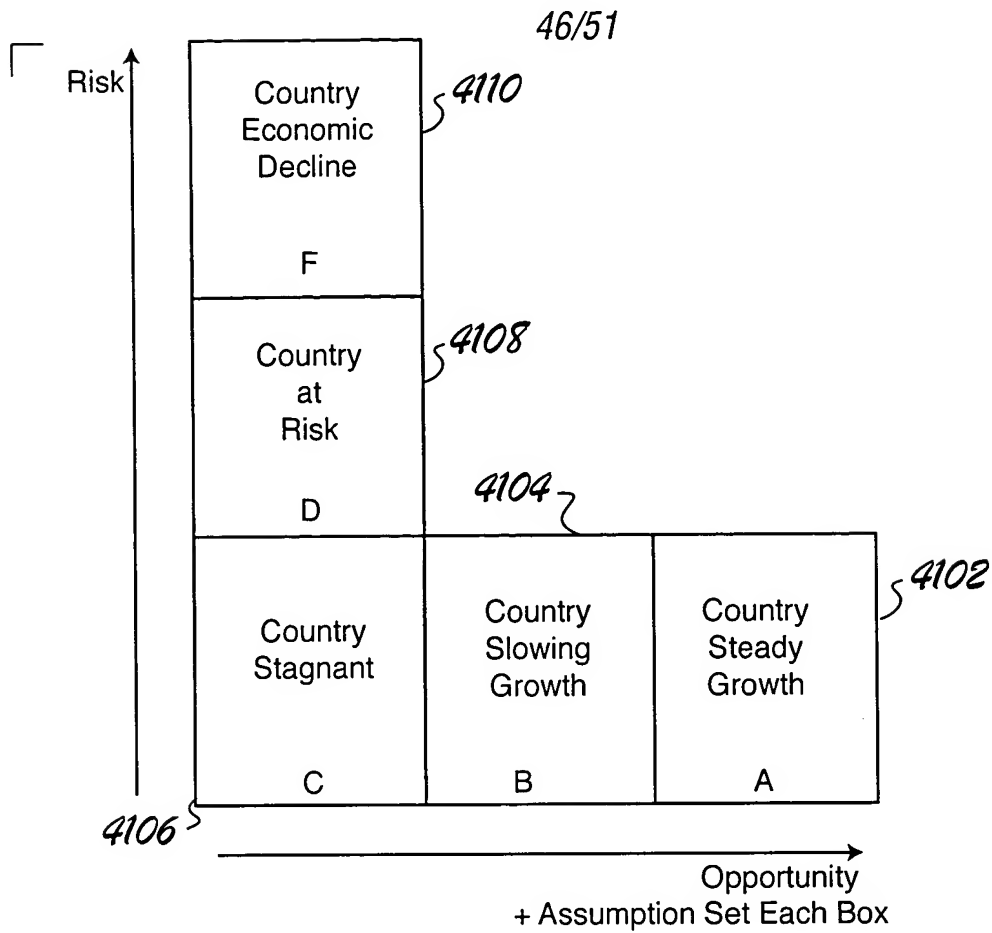 46/51
Risk
Country
Economic
Decline
F
4110
Country
at
Risk
D
4108
4104
Country
Stagnant
C
4106
Country
Slowing
Growth
B
Country
Steady
Growth
A
4102
Opportunity
+ Assumption Set Each Box